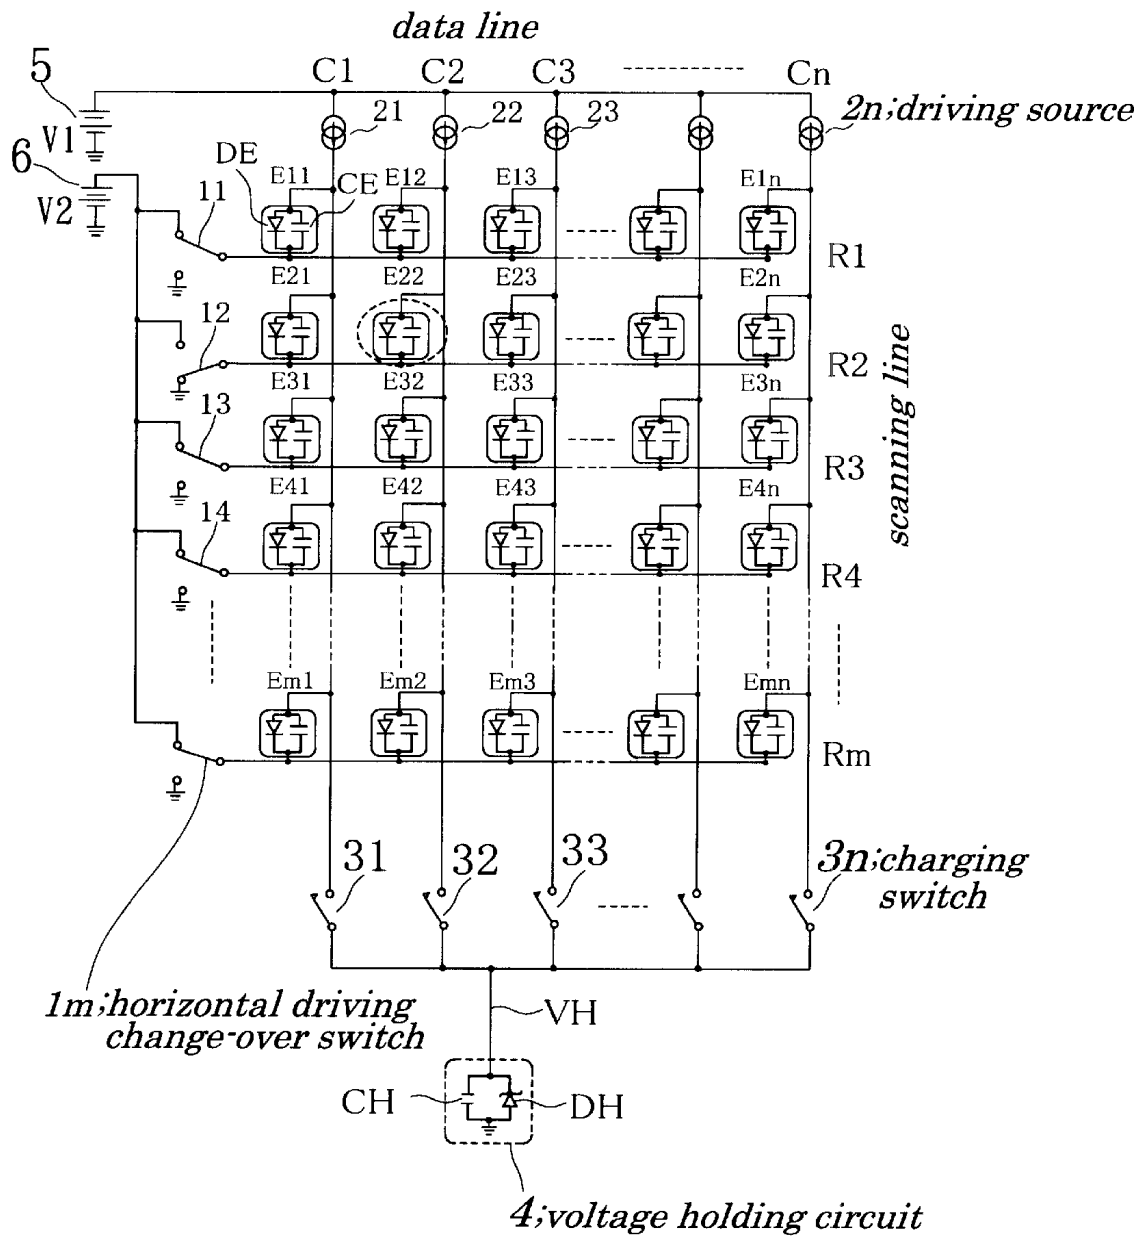 data line
5
C1 C2 C3 Cn
V1
21 22 23 2n;driving source
6
V2
DE
E11 E12 E13 E1n
CE
11
R1
E21 E22 E23 E2n
12
R2
E31 E32 E33 E3n
13
R3
scanning line
E41 E42 E43 E4n
14
R4
Em1 Em2 Em3 Emn
Rm
31 32 33 3n;charging
switch
1m;horizontal driving
change-over switch
VH
CH DH
4;voltage holding circuit